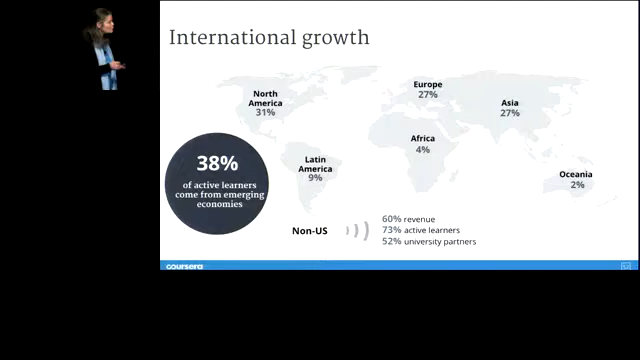 International growth
North
America
31%
Europe
27%
Asia
27%
Africa
4%
Latin
America
9%
Oceania
2%
38%
of active learners
come from emerging
economies
Non-US
60% revenue
73% active learners
52% university partners
coursera